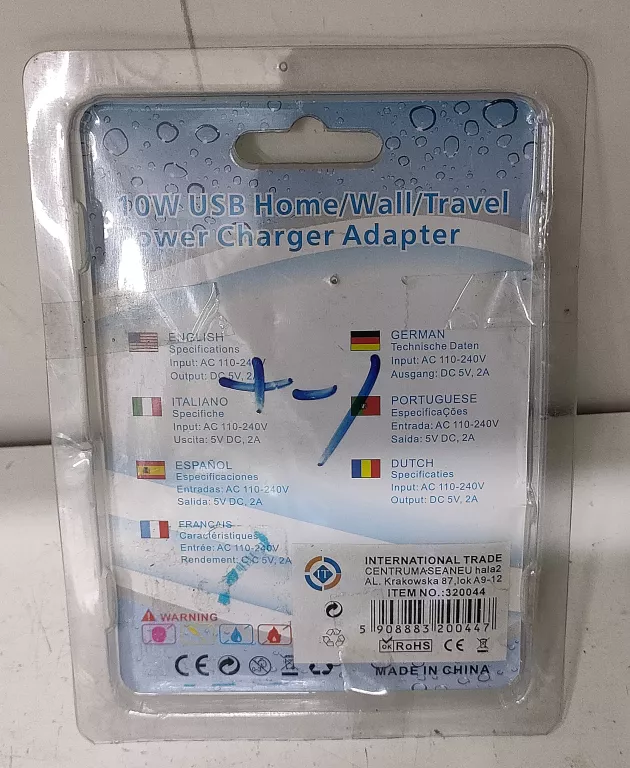 10W USB Home/Wall/Travel
Power Charger Adapter
ENGLISH
Specifications
Input: AC 110-240V
Output: DC 5V, 2A
ITALIANO
Specifiche
Input: AC 110-240V
Uscita: 5V DC, 2A
ESPAÑOL
Especificaciones
Entradas: AC 110-240V
Salida: 5V DC, 2A
FRANÇAIS
Caractéristiques
Entrée: AC 110-240V
Rendement: DC 5V, 2A
GERMAN
Technische Daten
Input: AC 110-240V
Ausgang: DC 5V, 2A
PORTUGUESE
EspecificaÇões
Entrada: AC 110-240V
Saída: 5V DC, 2A
DUTCH
Specificaties
Input: AC 110-240V
Output: DC 5V, 2A
+-/
WARNING
CE
IT
INTERNATIONAL TRADE
CENTRUMA:SEANEU hala2
AL. Krakowska 87,lok A9-12
ITEM NO.:320044
5 908883 200447
OK RoHS CE
MADE IN CHINA